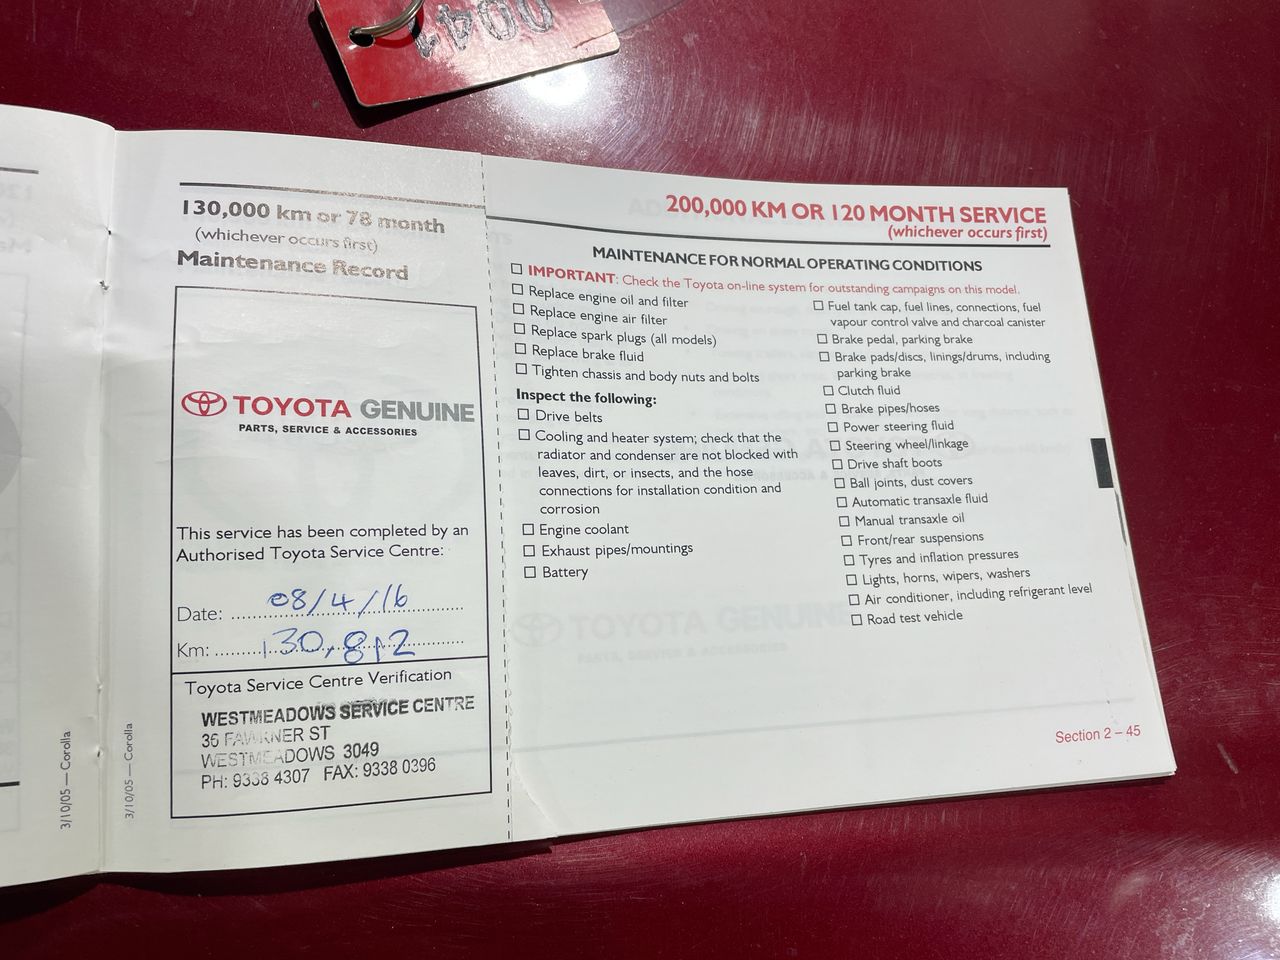 0041
130,000 km or 78 month
(whichever occurs first)
Maintenance Record
TOYOTA GENUINE
PARTS, SERVICE & ACCESSORIES
This service has been completed by an
Authorised Toyota Service Centre:
Date: 08/4/16
Km: 130,812
Toyota Service Centre Verification
WESTMEADOWS SERVICE CENTRE
36 FAWKNER ST
WESTMEADOWS 3049
PH: 9338 4307 FAX: 9338 0396
3/10/05 — Corolla
3/10/05 — Corolla
200,000 KM OR 120 MONTH SERVICE
(whichever occurs first)
MAINTENANCE FOR NORMAL OPERATING CONDITIONS
IMPORTANT: Check the Toyota on-line system for outstanding campaigns on this model.
Replace engine oil and filter
Replace engine air filter
Replace spark plugs (all models)
Replace brake fluid
Tighten chassis and body nuts and bolts
Inspect the following:
Drive belts
Cooling and heater system; check that the
radiator and condenser are not blocked with
leaves, dirt, or insects, and the hose
connections for installation condition and
corrosion
Engine coolant
Exhaust pipes/mountings
Battery
Fuel tank cap, fuel lines, connections, fuel
vapour control valve and charcoal canister
Brake pedal, parking brake
Brake pads/discs, linings/drums, including
parking brake
Clutch fluid
Brake pipes/hoses
Power steering fluid
Steering wheel/linkage
Drive shaft boots
Ball joints, dust covers
Automatic transaxle fluid
Manual transaxle oil
Front/rear suspensions
Tyres and inflation pressures
Lights, horns, wipers, washers
Air conditioner, including refrigerant level
Road test vehicle
Section 2 – 45